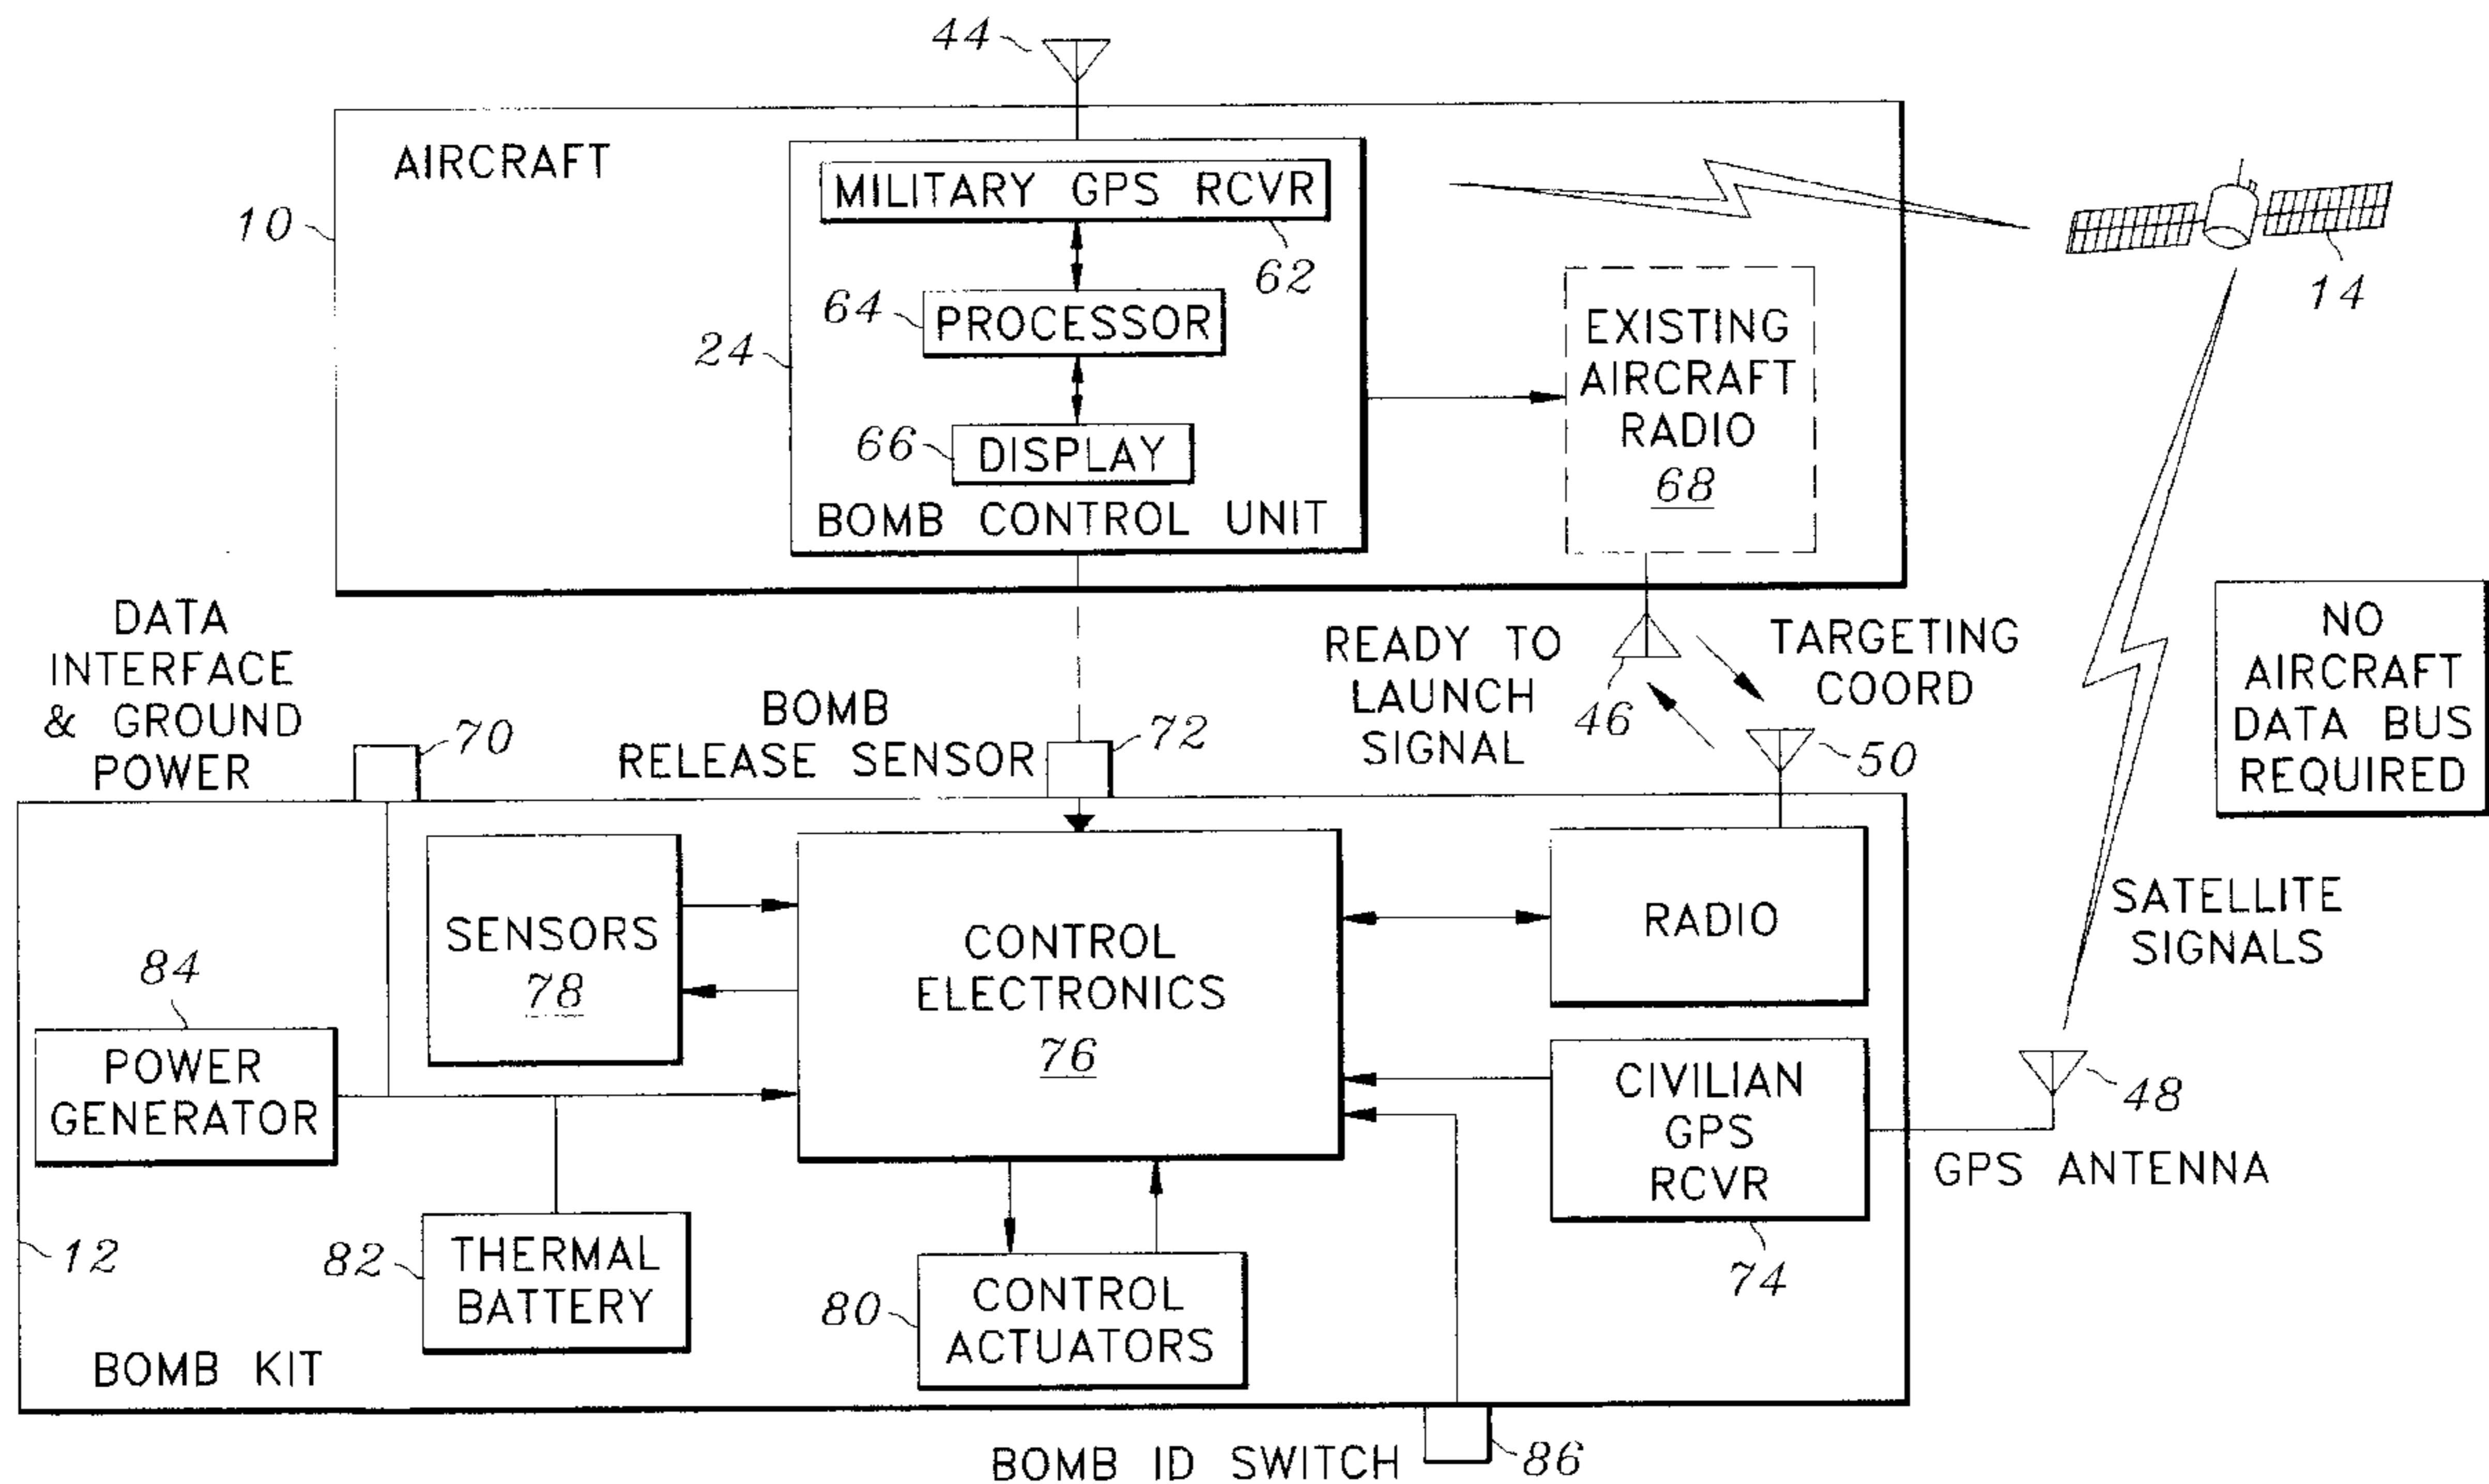 44
AIRCRAFT
10
MILITARY GPS RCVR
62
64
PROCESSOR
24
66
DISPLAY
BOMB CONTROL UNIT
EXISTING
AIRCRAFT
RADIO
68
14
DATA
INTERFACE
& GROUND
POWER
70
BOMB
RELEASE SENSOR
72
READY TO
LAUNCH
SIGNAL
46
TARGETING
COORD
50
NO
AIRCRAFT
DATA BUS
REQUIRED
SENSORS
78
CONTROL
ELECTRONICS
76
RADIO
SATELLITE
SIGNALS
84
POWER
GENERATOR
CIVILIAN
GPS
RCVR
74
48
GPS ANTENNA
12
82
THERMAL
BATTERY
80
CONTROL
ACTUATORS
BOMB KIT
BOMB ID SWITCH
86